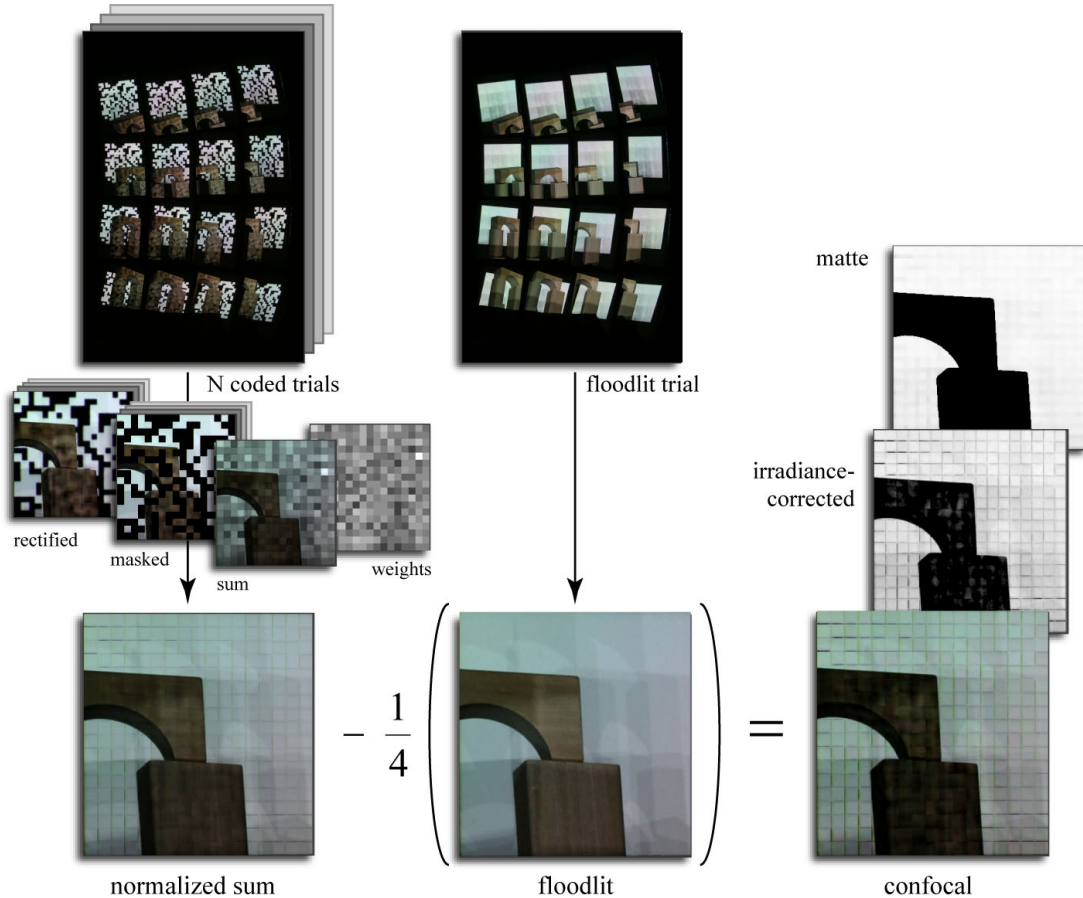 N coded trials
floodlit trial
matte
irradiance-
corrected
rectified
masked
sum
weights
− 1/4 ( ) =
normalized sum
floodlit
confocal